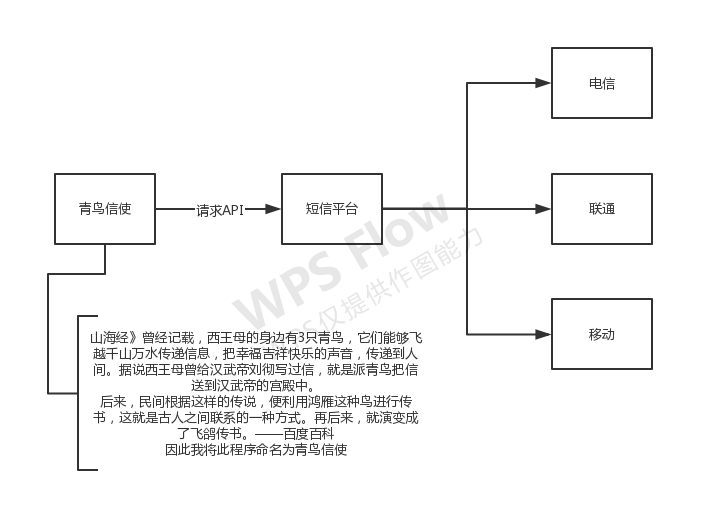 电信
青鸟信使
请求API
短信平台
联通
移动
WPS Flow
PS仅提供作图能力
山海经》曾经记载，西王母的身边有3只青鸟，它们能够飞
越千山万水传递信息，把幸福吉祥快乐的声音，传递到人
间。据说西王母曾给汉武帝刘彻写过信，就是派青鸟把信
送到汉武帝的宫殿中。
后来，民间根据这样的传说，便利用鸿雁这种鸟进行传
书，这就是古人之间联系的一种方式。再后来，就演变成
了飞鸽传书。——百度百科
因此我将此程序命名为青鸟信使